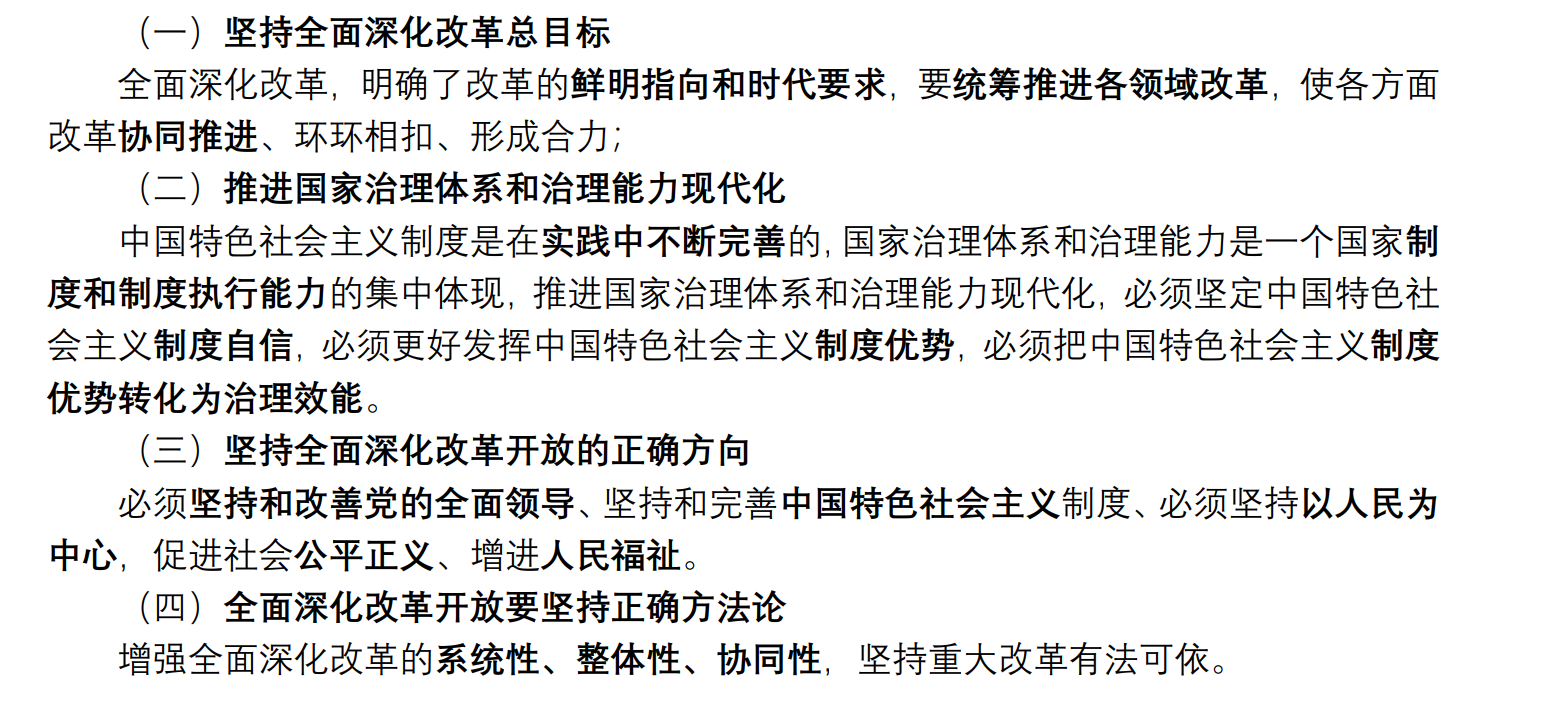 （一）坚持全面深化改革总目标
全面深化改革，明确了改革的鲜明指向和时代要求，要统筹推进各领域改革，使各方面
改革协同推进、环环相扣、形成合力；
（二）推进国家治理体系和治理能力现代化
中国特色社会主义制度是在实践中不断完善的，国家治理体系和治理能力是一个国家制
度和制度执行能力的集中体现，推进国家治理体系和治理能力现代化，必须坚定中国特色社
会主义制度自信，必须更好发挥中国特色社会主义制度优势，必须把中国特色社会主义制度
优势转化为治理效能。
（三）坚持全面深化改革开放的正确方向
必须坚持和改善党的全面领导、坚持和完善中国特色社会主义制度、必须坚持以人民为
中心，促进社会公平正义、增进人民福祉。
（四）全面深化改革开放要坚持正确方法论
增强全面深化改革的系统性、整体性、协同性，坚持重大改革有法可依。